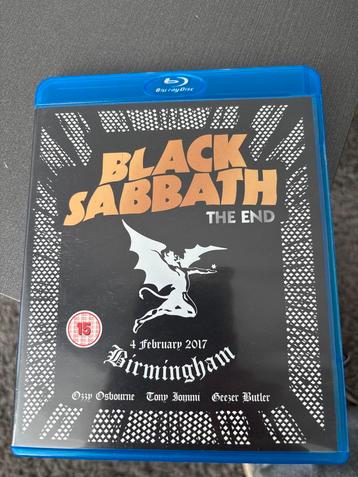 Blu-ray Disc
BLACK
SABBATH
THE END
15
4 February 2017
Birmingham
Ozzy Osbourne Tony Iommi Geezer Butler